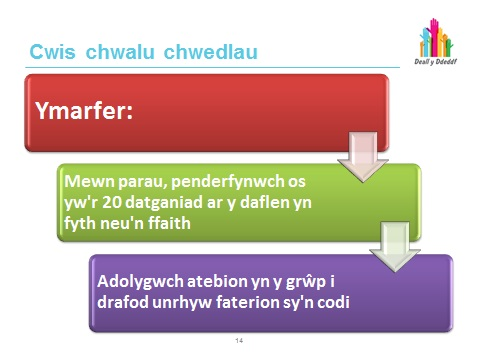 Cwis chwalu chwedlau
Deall y Ddeddf
Ymarfer:
Mewn parau, penderfynwch os
yw'r 20 datganiad ar y daflen yn
fyth neu'n ffaith
Adolygwch atebion yn y grŵp i
drafod unrhyw faterion sy'n codi
14